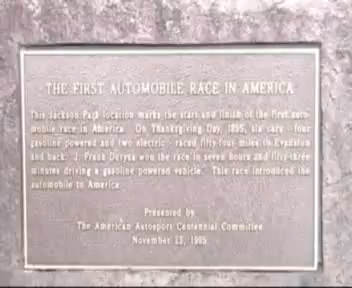 THE FIRST AUTOMOBILE RACE IN AMERICA
This Jackson Park location marks the start and finish of the first auto-
mobile race in America. On Thanksgiving Day, 1895, six cars - four
gasoline powered and two electric - raced fifty-four miles to Evanston
and back. J. Frank Duryea won the race in seven hours and fifty-three
minutes driving a gasoline powered vehicle. This race introduced the
automobile to America.
Presented by
The American Autosport Centennial Committee
November 13, 1995